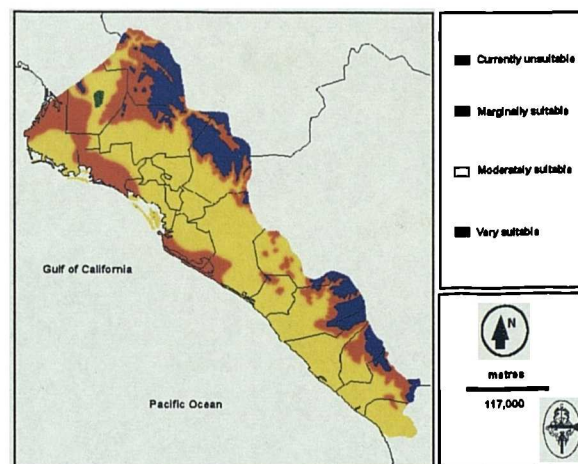 Currently unsuitable
Marginally suitable
Moderately suitable
Very suitable
Gulf of California
Pacific Ocean
N
metres
117,000